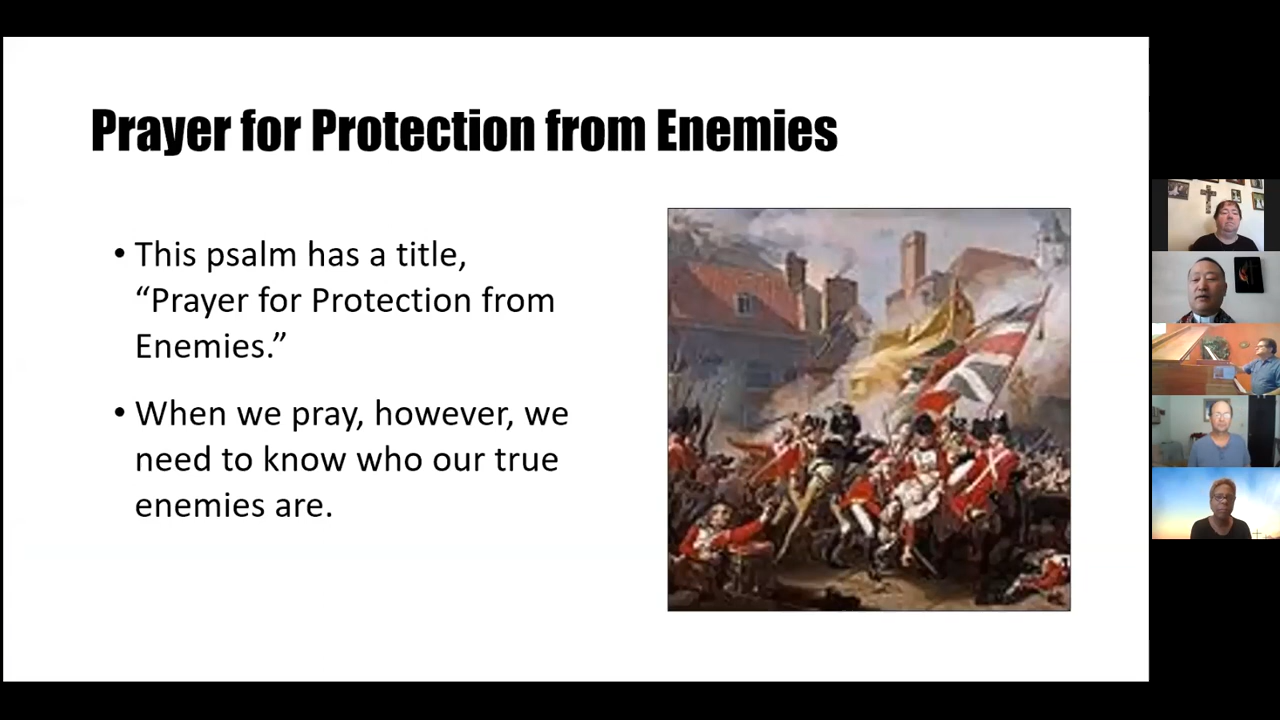 Prayer for Protection from Enemies
• This psalm has a title,
“Prayer for Protection from
Enemies.”
• When we pray, however, we
need to know who our true
enemies are.